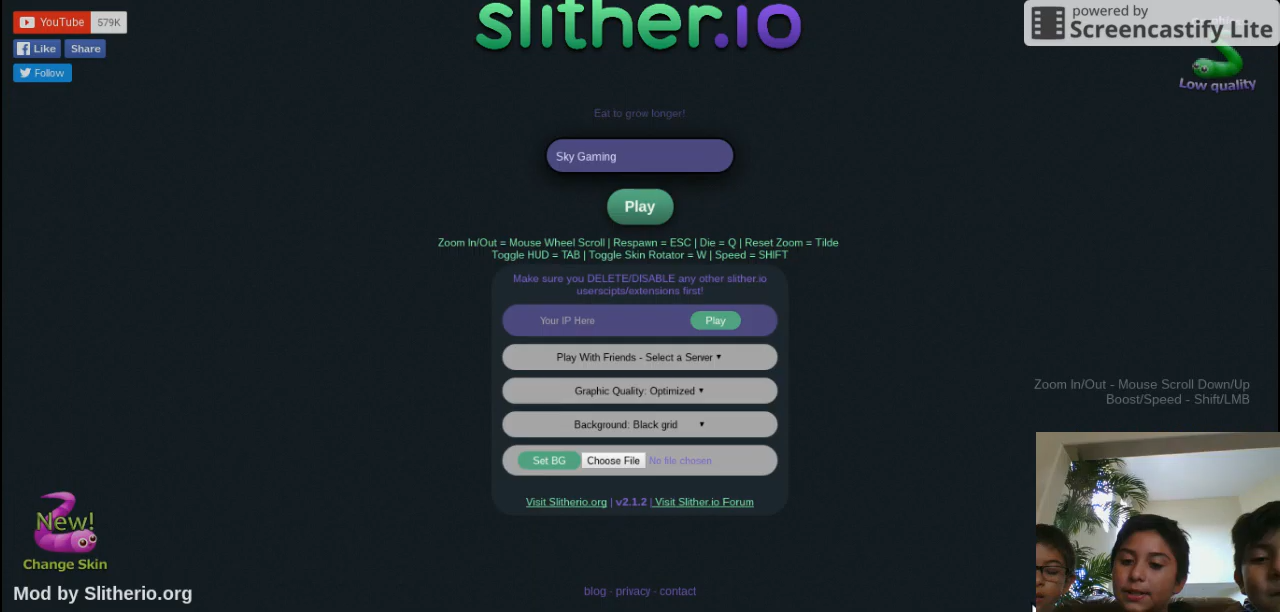 YouTube 579K
Like Share
Follow
slither.io
powered by
Screencastify Lite
Low quality
Eat to grow longer!
Sky Gaming
Play
Zoom In/Out = Mouse Wheel Scroll | Respawn = ESC | Die = Q | Reset Zoom = Tilde
Toggle HUD = TAB | Toggle Skin Rotator = W | Speed = SHIFT
Make sure you DELETE/DISABLE any other slither.io
userscipts/extensions first!
Your IP Here Play
Play With Friends - Select a Server
Graphic Quality: Optimized
Background: Black grid
Set BG Choose File No file chosen
Visit Slitherio.org | v2.1.2 | Visit Slither.io Forum
Zoom In/Out - Mouse Scroll Down/Up
Boost/Speed - Shift/LMB
New!
Change Skin
Mod by Slitherio.org
blog · privacy · contact